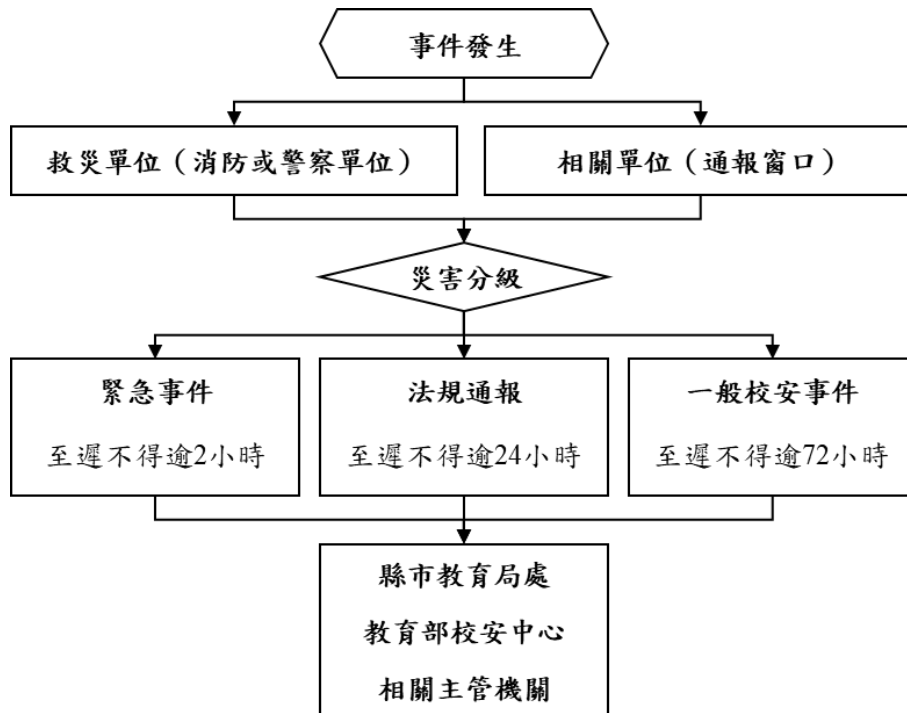 事件發生
救災單位（消防或警察單位）
相關單位（通報窗口）
災害分級
緊急事件
至遲不得逾2小時
法規通報
至遲不得逾24小時
一般校安事件
至遲不得逾72小時
縣市教育局處
教育部校安中心
相關主管機關